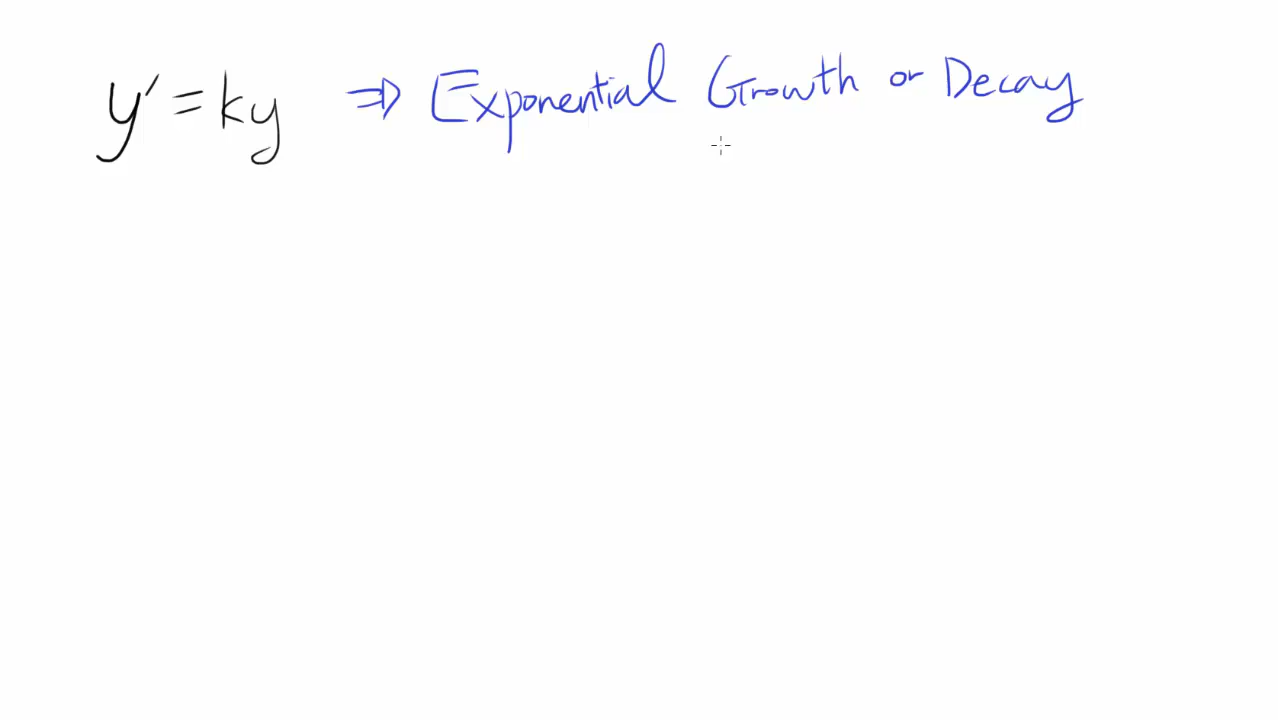 y' = ky ⇒ Exponential Growth or Decay